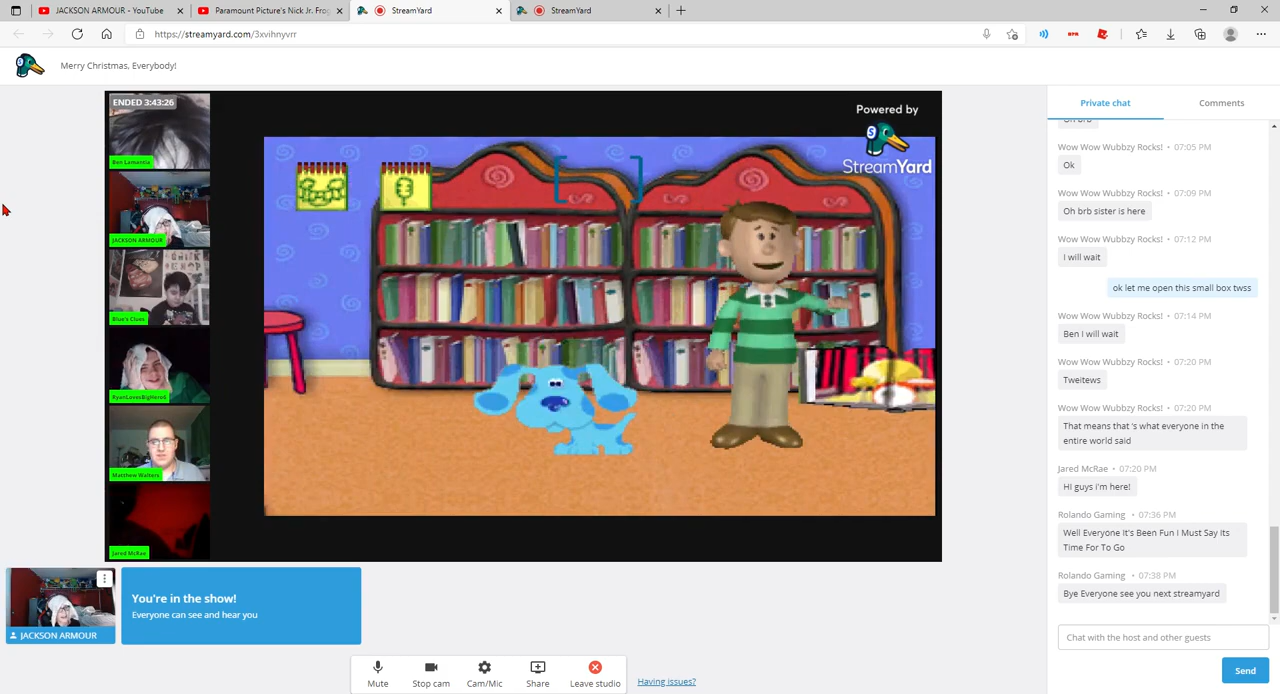 JACKSON ARMOUR - YouTube
Paramount Picture's Nick Jr. Frog
StreamYard
StreamYard
https://streamyard.com/3xvihnyvrr
Merry Christmas, Everybody!
ENDED 3:43:26
Ben Lamantia
JACKSON ARMOUR
Blue's Clues
RyanLovesBigHero6
Matthew Walters
Jared McRae
Powered by
StreamYard
JACKSON ARMOUR
You're in the show!
Everyone can see and hear you
Mute
Stop cam
Cam/Mic
Share
Leave studio
Having issues?
Private chat
Comments
Wow Wow Wubbzy Rocks! • 07:05 PM
Ok
Wow Wow Wubbzy Rocks! • 07:09 PM
Oh brb sister is here
Wow Wow Wubbzy Rocks! • 07:12 PM
I will wait
ok let me open this small box twss
Wow Wow Wubbzy Rocks! • 07:14 PM
Ben I will wait
Wow Wow Wubbzy Rocks! • 07:20 PM
Tweitews
Wow Wow Wubbzy Rocks! • 07:20 PM
That means that 's what everyone in the
entire world said
Jared McRae • 07:20 PM
HI guys i'm here!
Rolando Gaming • 07:36 PM
Well Everyone It's Been Fun I Must Say Its
Time For To Go
Rolando Gaming • 07:38 PM
Bye Everyone see you next streamyard
Chat with the host and other guests
Send